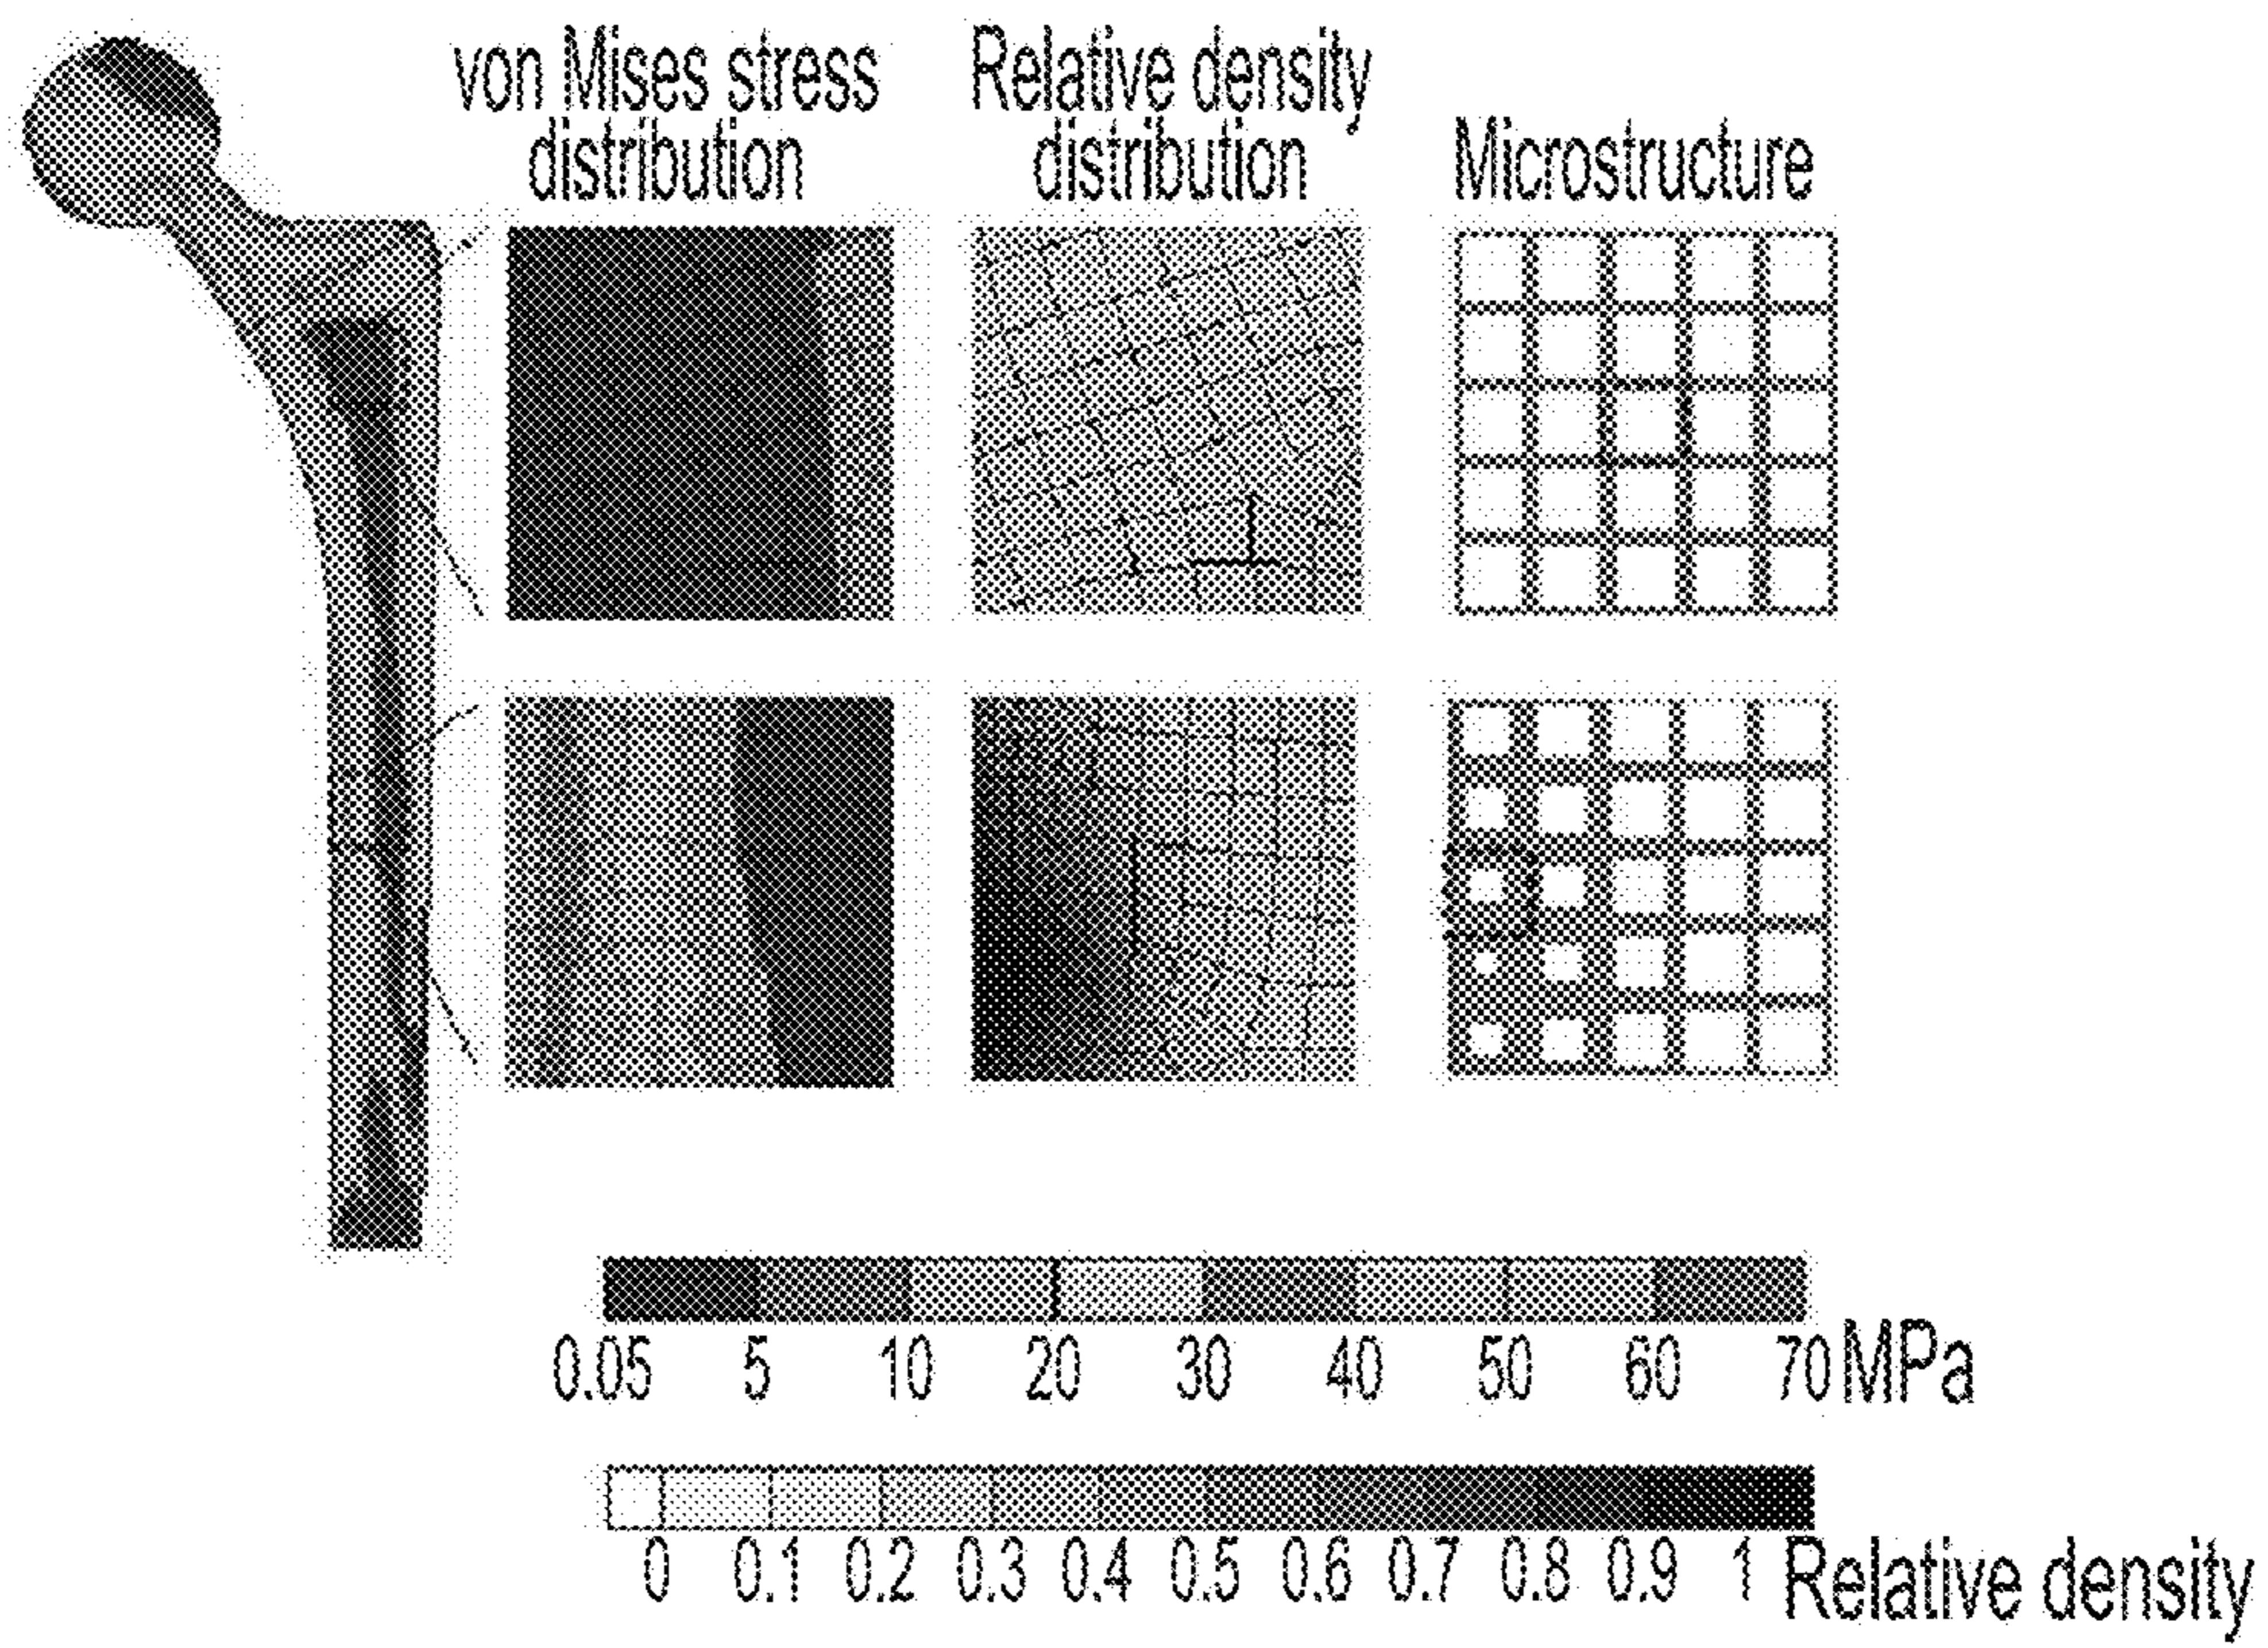 von Mises stress
distribution
Relative density
distribution
Microstructure
0.05 5 10 20 30 40 50 60 70 MPa
0 0.1 0.2 0.3 0.4 0.5 0.6 0.7 0.8 0.9 1 Relative density